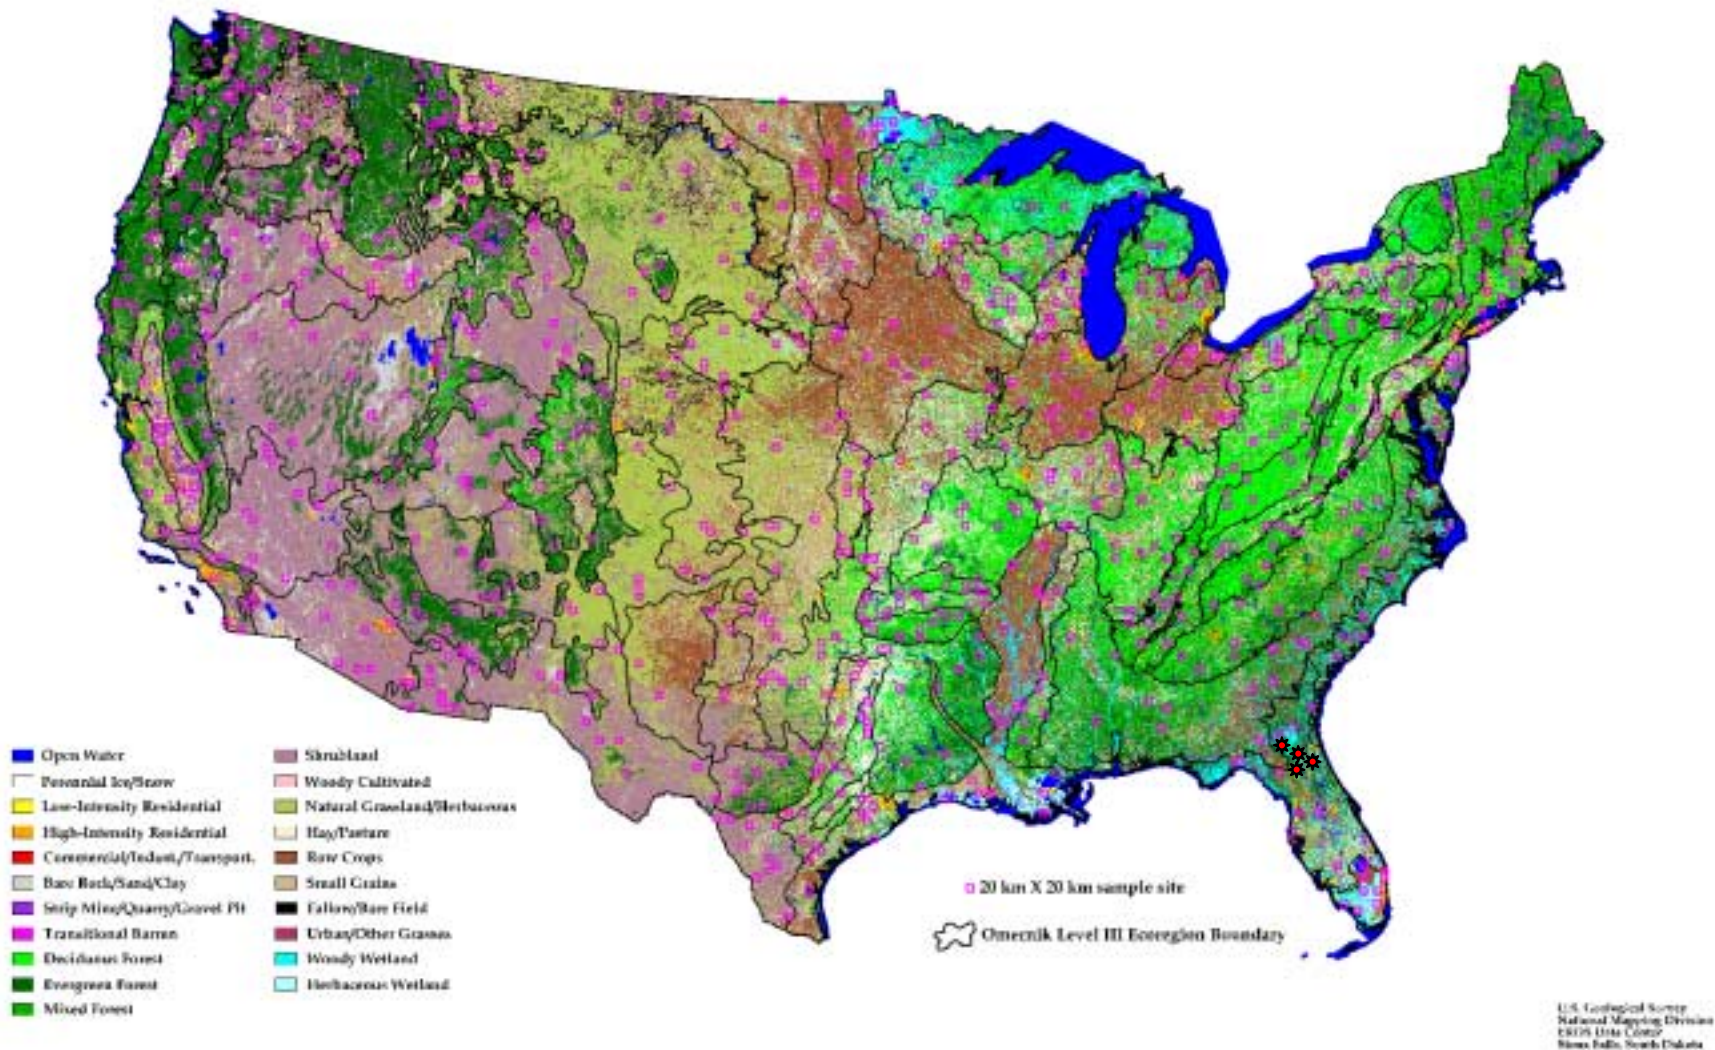 Open Water
Perennial Ice/Snow
Low-Intensity Residential
High-Intensity Residential
Commercial/Indust./Transport.
Bare Rock/Sand/Clay
Strip Mine/Quarry/Gravel Pit
Transitional Barren
Deciduous Forest
Evergreen Forest
Mixed Forest
Shrubland
Woody Cultivated
Natural Grassland/Herbaceous
Hay/Pasture
Row Crops
Small Grains
Fallow/Bare Field
Urban/Other Grasses
Woody Wetland
Herbaceous Wetland
20 km X 20 km sample site
Omernik Level III Ecoregion Boundary
U.S. Geological Survey
National Mapping Division
EROS Data Center
Sioux Falls, South Dakota